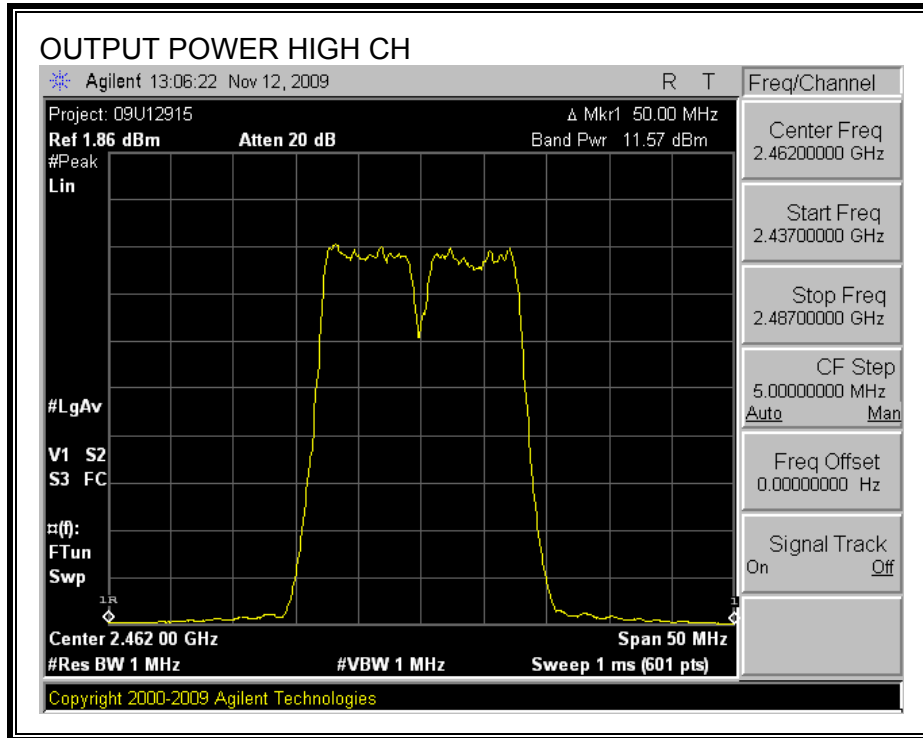 OUTPUT POWER HIGH CH
Agilent 13:06:22 Nov 12, 2009 R T
Freq/Channel
Project: 09U12915 Δ Mkr1 50.00 MHz
Ref 1.86 dBm Atten 20 dB Band Pwr 11.57 dBm
#Peak
Lin
#LgAv
V1 S2
S3 FC
¤(f):
FTun
Swp
1R
1
Center 2.462 00 GHz Span 50 MHz
#Res BW 1 MHz #VBW 1 MHz Sweep 1 ms (601 pts)
Copyright 2000-2009 Agilent Technologies
Center Freq
2.46200000 GHz
Start Freq
2.43700000 GHz
Stop Freq
2.48700000 GHz
CF Step
5.00000000 MHz
Auto Man
Freq Offset
0.00000000 Hz
Signal Track
On Off